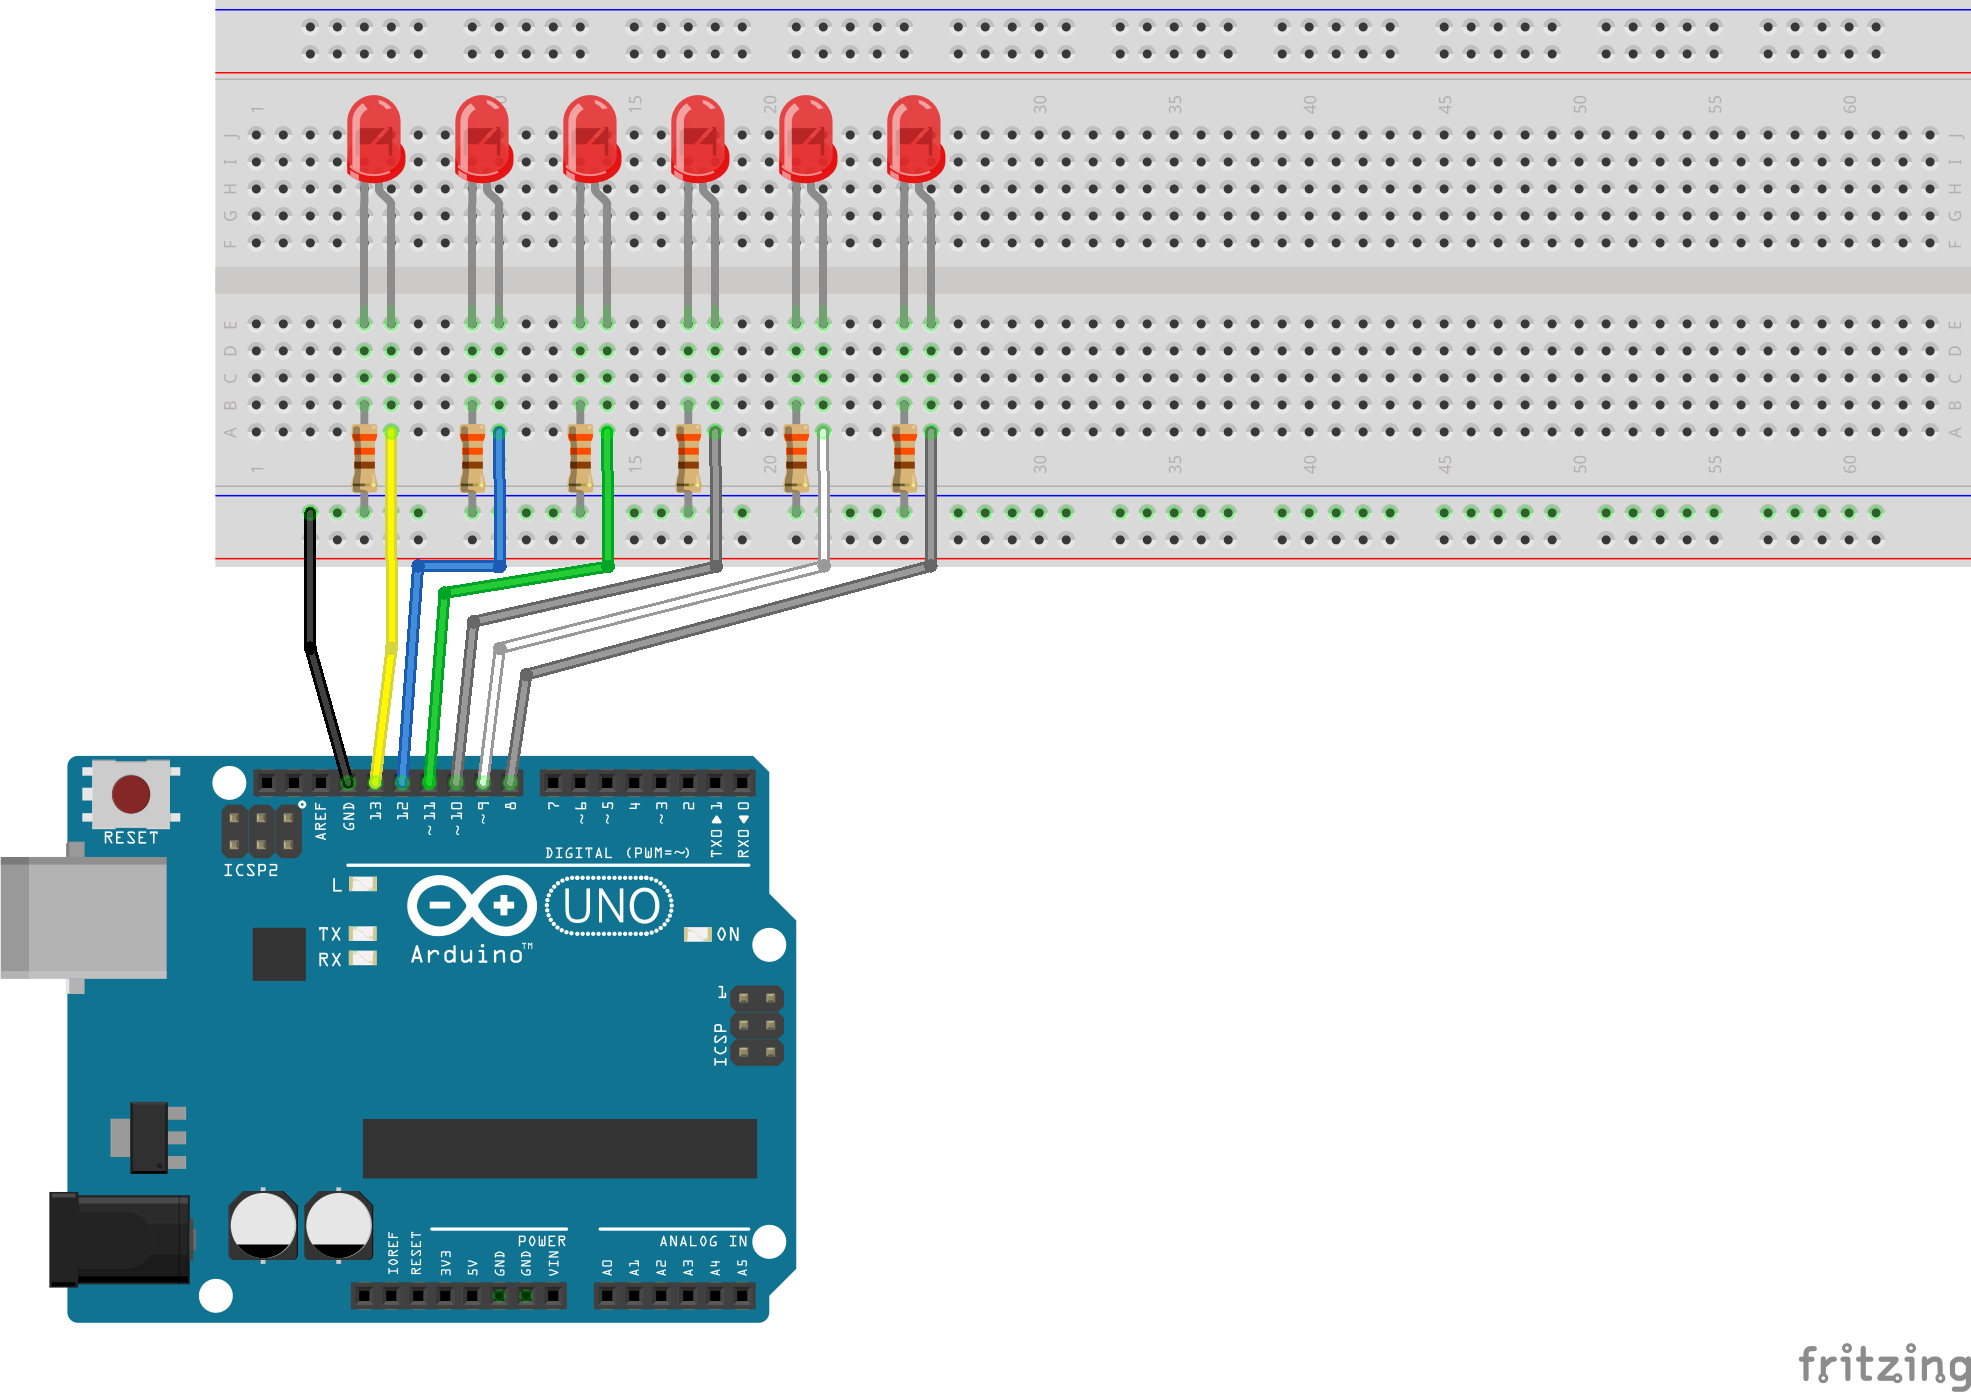 1 10 15 20 30 35 40 45 50 55 60
J J
I I
H H
G G
F F
E E
D D
C C
B B
A A
1 15 20 30 35 40 45 50 55 60
RESET
ICSP2
AREF GND 13 12 ~11 ~10 ~9 8 7 ~6 ~5 4 ~3 2 TX0▶1 RX0◀0
DIGITAL (PWM=~)
L
TX
RX
UNO
ON
Arduino™
1
ICSP
POWER
ANALOG IN
IOREF RESET 3V3 5V GND GND VIN A0 A1 A2 A3 A4 A5
fritzing